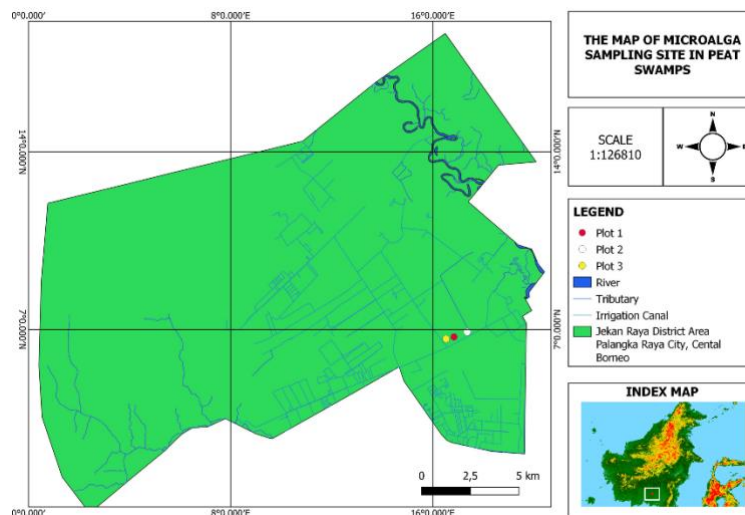 0°0.000'
8°0.000'E
16°0.000'E
14°0.000'N
14°0.000'N
7°0.000'N
7°0.000'N
0 2,5 5 km
0°0.000'
8°0.000'E
16°0.000'E
THE MAP OF MICROALGA
SAMPLING SITE IN PEAT
SWAMPS
SCALE
1:126810
N
W E
S
LEGEND
Plot 1
Plot 2
Plot 3
River
Tributary
Irrigation Canal
Jekan Raya District Area
Palangka Raya City, Cental
Borneo
INDEX MAP